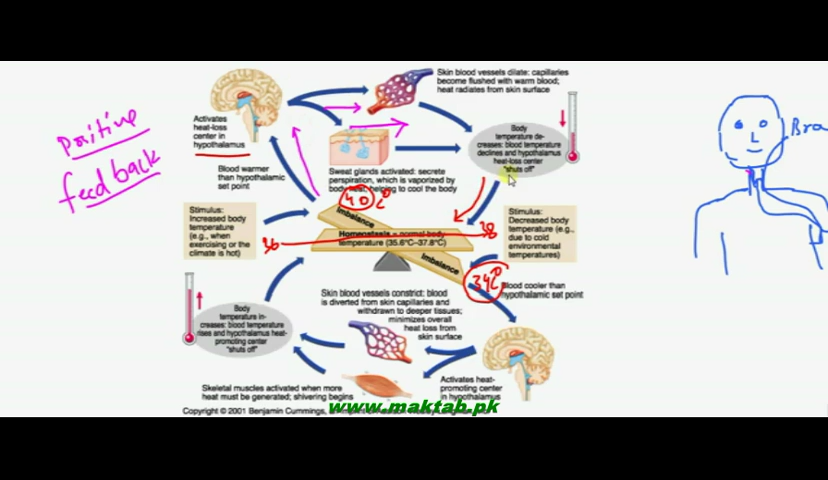 Skin blood vessels dilate: capillaries
become flushed with warm blood;
heat radiates from skin surface
Activates
heat-loss
center in
hypothalamus
Positive
feedback
Body
temperature de-
creases: blood temperature
declines and hypothalamus
heat-loss center
"shuts off"
Bra
Blood warmer
than hypothalamic
set point
Sweat glands activated: secrete
perspiration, which is vaporized by
body heat, helping to cool the body
40 C°
Stimulus:
Increased body
temperature
(e.g., when
exercising or the
climate is hot)
Imbalance
36
Homeostasis = normal body
temperature (35.6°C–37.8°C)
38
Imbalance
Stimulus:
Decreased body
temperature (e.g.,
due to cold
environmental
temperatures)
34C°
Blood cooler than
hypothalamic set point
Skin blood vessels constrict: blood
is diverted from skin capillaries and
withdrawn to deeper tissues;
minimizes overall
heat loss from
skin surface
Body
temperature in-
creases: blood temperature
rises and hypothalamus heat-
promoting center
"shuts off"
Skeletal muscles activated when more
heat must be generated; shivering begins
Activates heat-
promoting center
in hypothalamus
www.maktab.pk
Copyright © 2001 Benjamin Cummings,